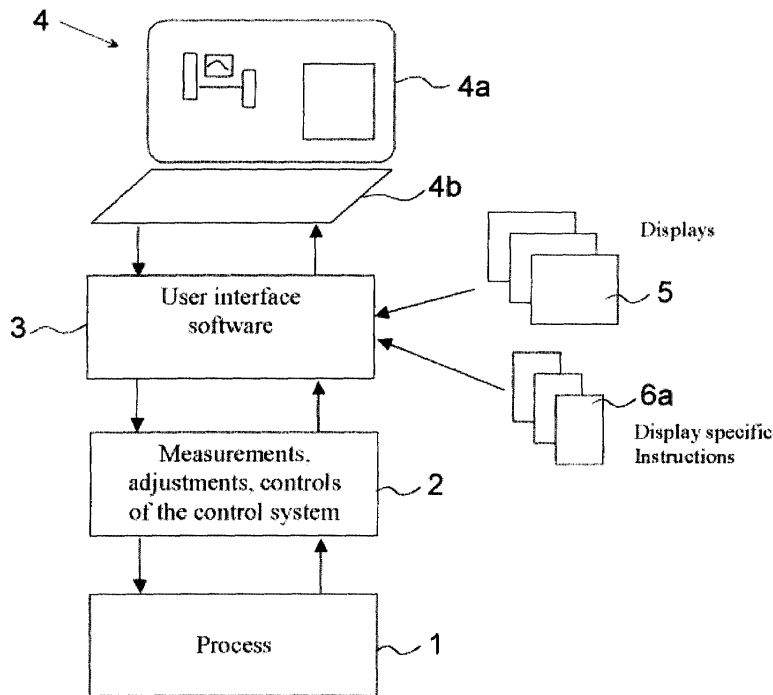 4
4a
4b
Displays
5
User interface
software
3
6a
Display specific
Instructions
Measurements,
adjustments, controls
of the control system
2
Process
1